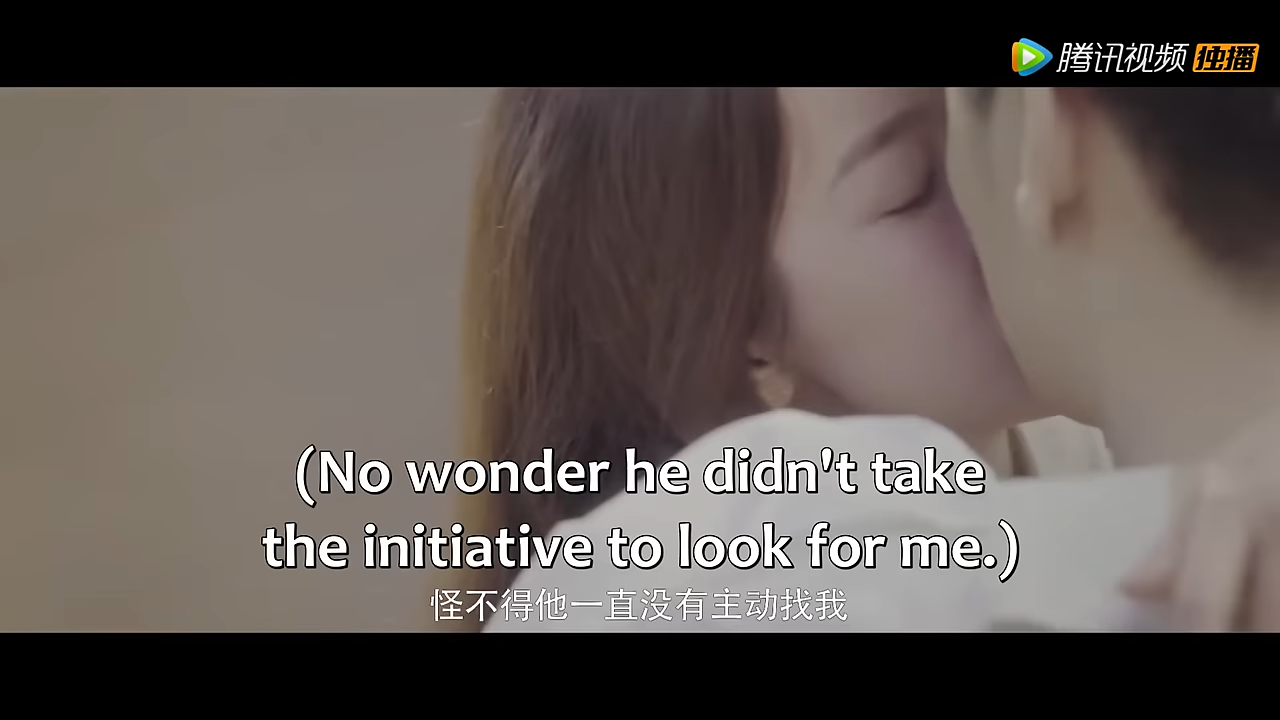 腾讯视频 独播
(No wonder he didn't take
the initiative to look for me.)
怪不得他一直没有主动找我